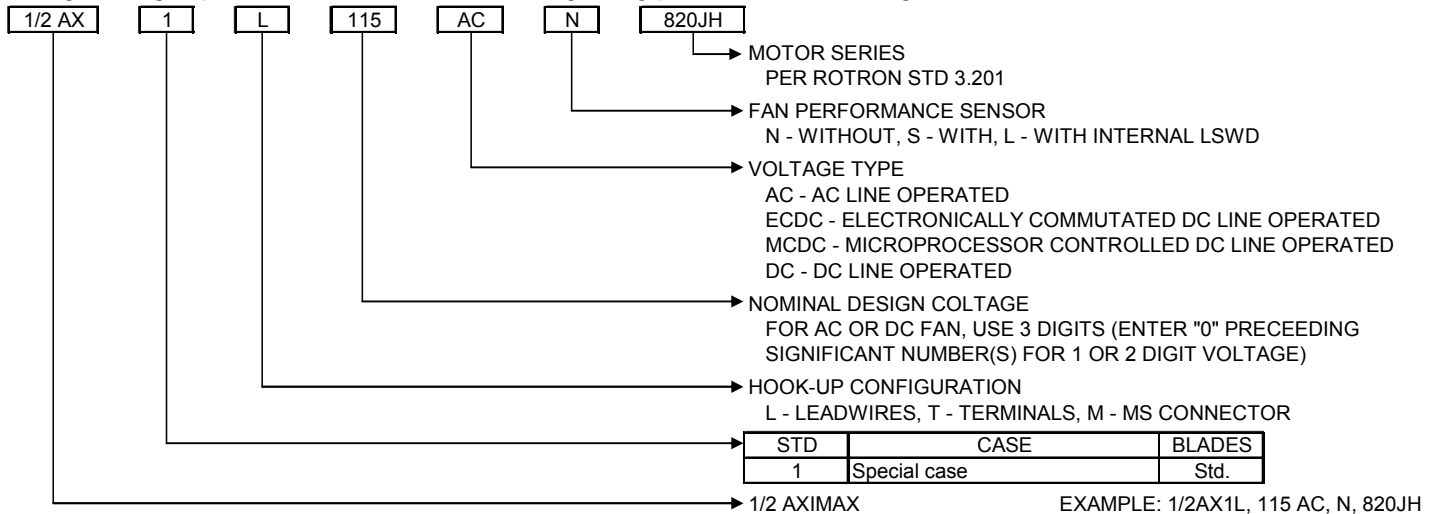 1/2 AX 1 L 115 AC N 820JH
MOTOR SERIES
PER ROTRON STD 3.201
FAN PERFORMANCE SENSOR
N - WITHOUT, S - WITH, L - WITH INTERNAL LSWD
VOLTAGE TYPE
AC - AC LINE OPERATED
ECDC - ELECTRONICALLY COMMUTATED DC LINE OPERATED
MCDC - MICROPROCESSOR CONTROLLED DC LINE OPERATED
DC - DC LINE OPERATED
NOMINAL DESIGN COLTAGE
FOR AC OR DC FAN, USE 3 DIGITS (ENTER "0" PRECEEDING
SIGNIFICANT NUMBER(S) FOR 1 OR 2 DIGIT VOLTAGE)
HOOK-UP CONFIGURATION
L - LEADWIRES, T - TERMINALS, M - MS CONNECTOR
STD CASE BLADES
1 Special case Std.
1/2 AXIMAX EXAMPLE: 1/2AX1L, 115 AC, N, 820JH